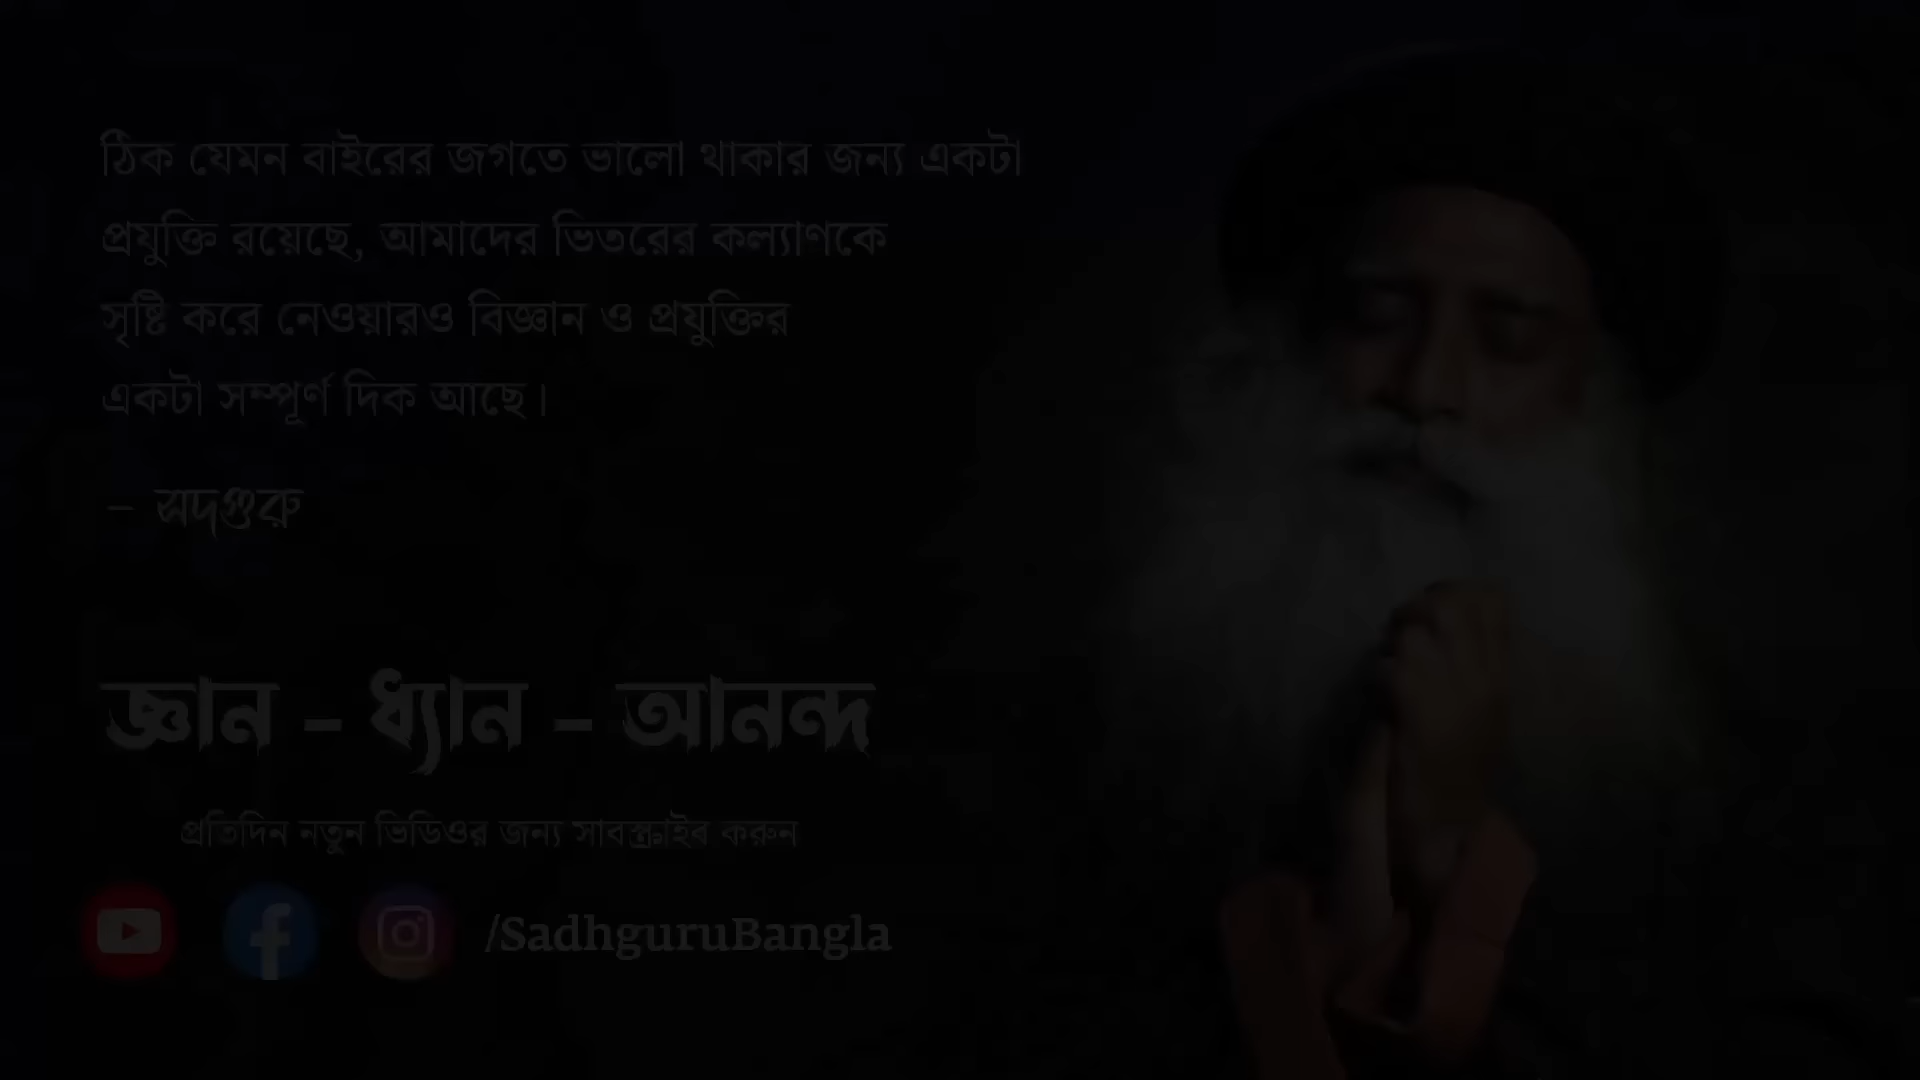 ঠিক যেমন বাইরের জগতে ভালো থাকার জন্য একটা
প্রযুক্তি রয়েছে, আমাদের ভিতরের কল্যাণকে
সৃষ্টি করে নেওয়ারও বিজ্ঞান ও প্রযুক্তির
একটা সম্পূর্ণ দিক আছে।
– সদগুরু
জ্ঞান – ধ্যান – আনন্দ
প্রতিদিন নতুন ভিডিওর জন্য সাবস্ক্রাইব করুন
/SadhguruBangla